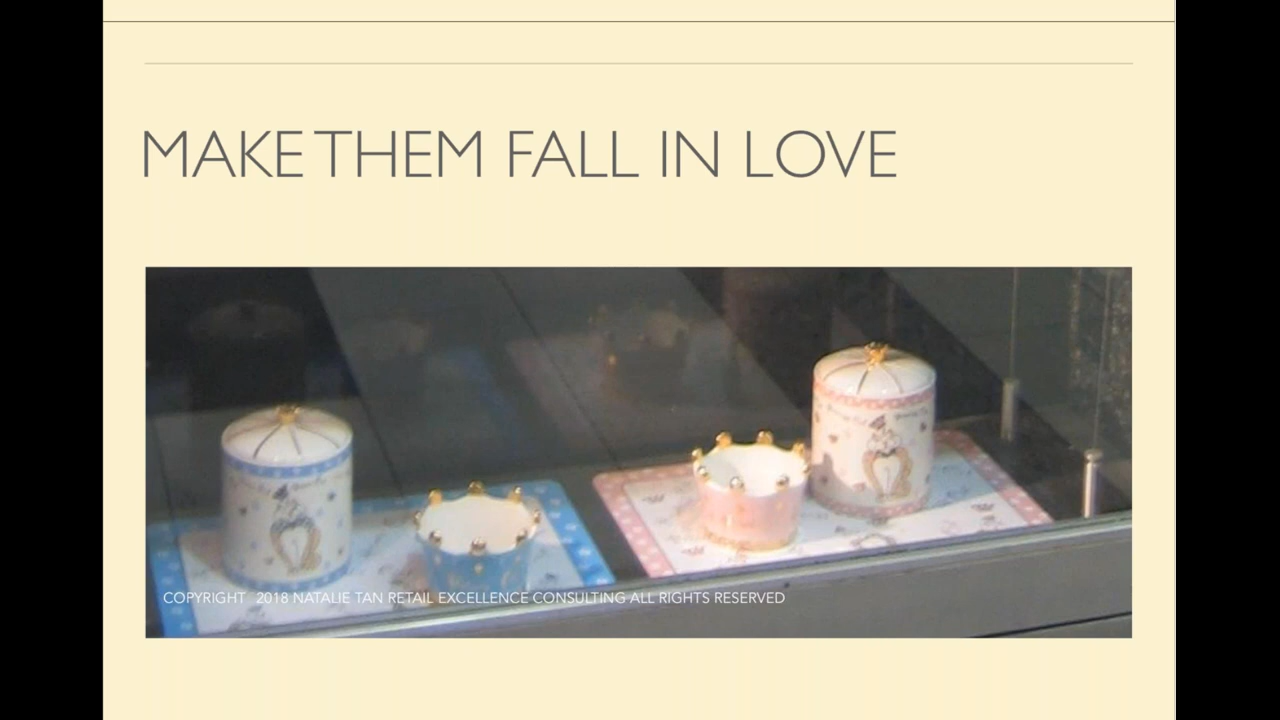 MAKE THEM FALL IN LOVE
COPYRIGHT 2018 NATALIE TAN RETAIL EXCELLENCE CONSULTING ALL RIGHTS RESERVED